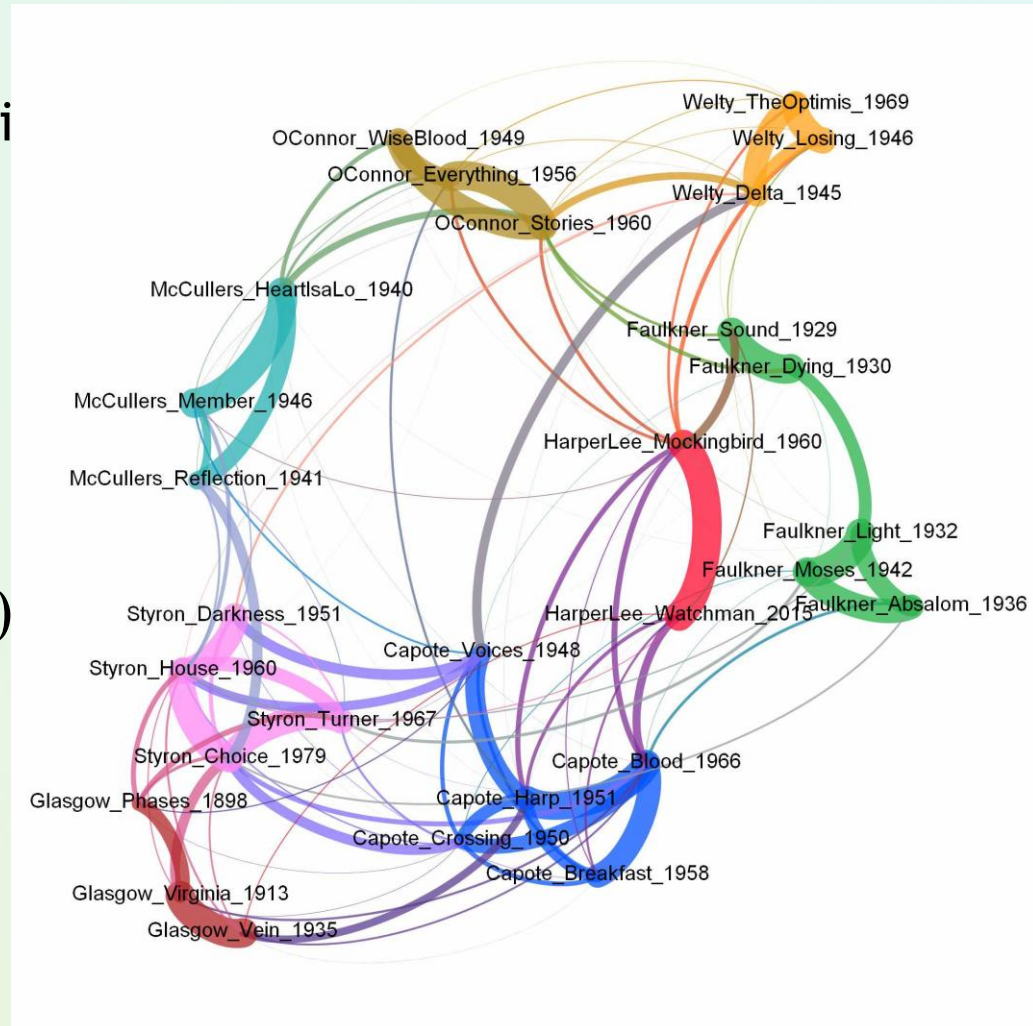 i
Welty_TheOptimis_1969
OConnor_WiseBlood_1949
Welty_Losing_1946
OConnor_Everything_1956
Welty_Delta_1945
OConnor_Stories_1960
McCullers_HeartIsaLo_1940
Faulkner_Sound_1929
Faulkner_Dying_1930
McCullers_Member_1946
HarperLee_Mockingbird_1960
McCullers_Reflection_1941
Faulkner_Light_1932
Faulkner_Moses_1942
Faulkner_Absalom_1936
)
Styron_Darkness_1951
HarperLee_Watchman_2015
Capote_Voices_1948
Styron_House_1960
Styron_Turner_1967
Styron_Choice_1979
Capote_Blood_1966
Glasgow_Phases_1898
Capote_Harp_1951
Capote_Crossing_1950
Capote_Breakfast_1958
Glasgow_Virginia_1913
Glasgow_Vein_1935